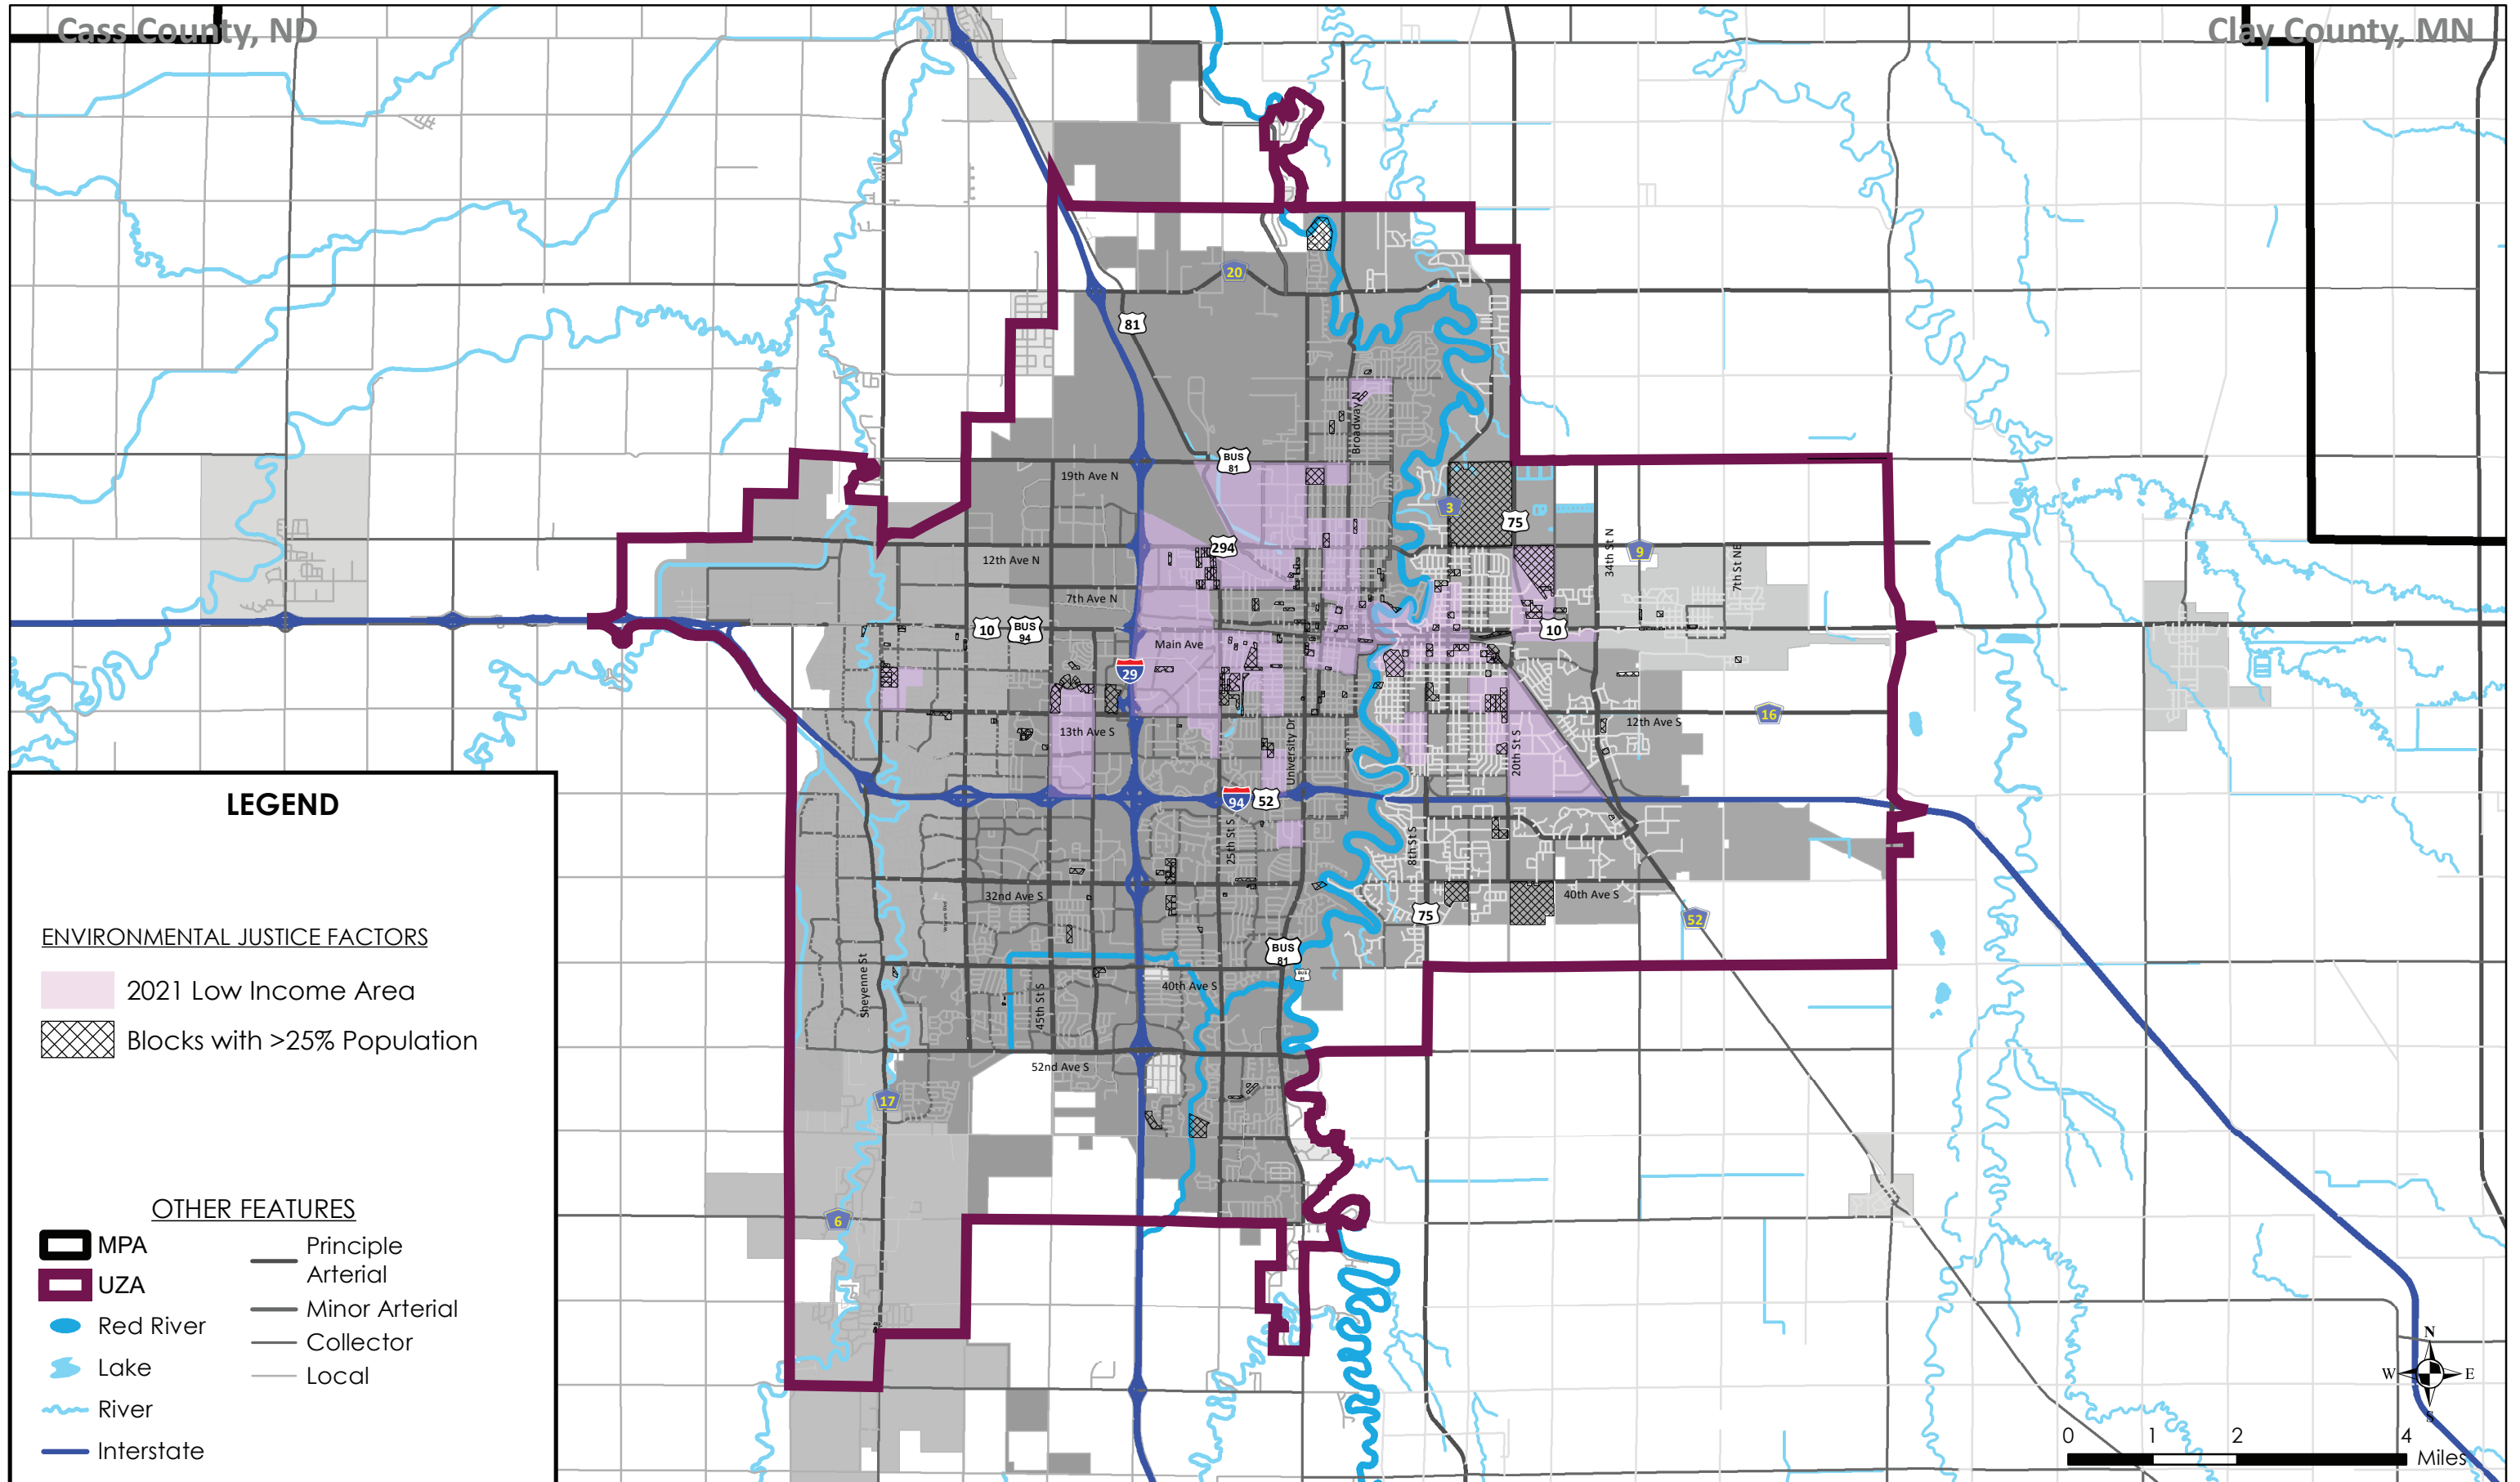 Cass County, ND
Clay County, MN
20
81
BUS
81
Broadway N
19th Ave N
3
75
294
34th St N
9
7th St NE
12th Ave N
7th Ave N
10
BUS
94
10
Main Ave
29
16
12th Ave S
13th Ave S
University Dr
20th St S
94
52
25th St S
8th St S
32nd Ave S
40th Ave S
75
52
BUS
81
Sheyenne St
45th St S
40th Ave S
52nd Ave S
17
6
LEGEND
ENVIRONMENTAL JUSTICE FACTORS
2021 Low Income Area
Blocks with >25% Population
OTHER FEATURES
MPA
UZA
Red River
Lake
River
Interstate
Principle
Arterial
Minor Arterial
Collector
Local
N
W
E
S
0 1 2 4
Miles